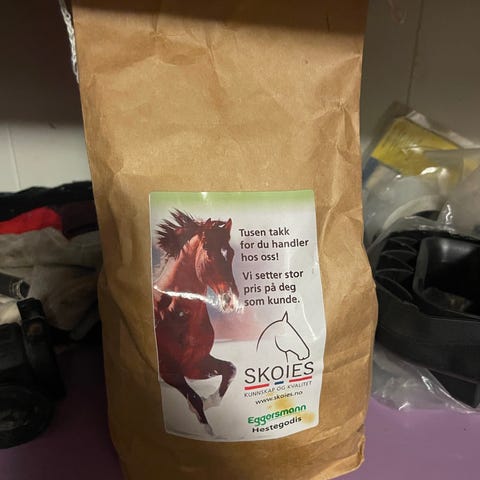 Tusen takk
for du handler
hos oss!
Vi setter stor
pris på deg
som kunde.
SKOIES
KUNNSKAP OG KVALITET
www.skoies.no
Eggersmann
Hestegodis